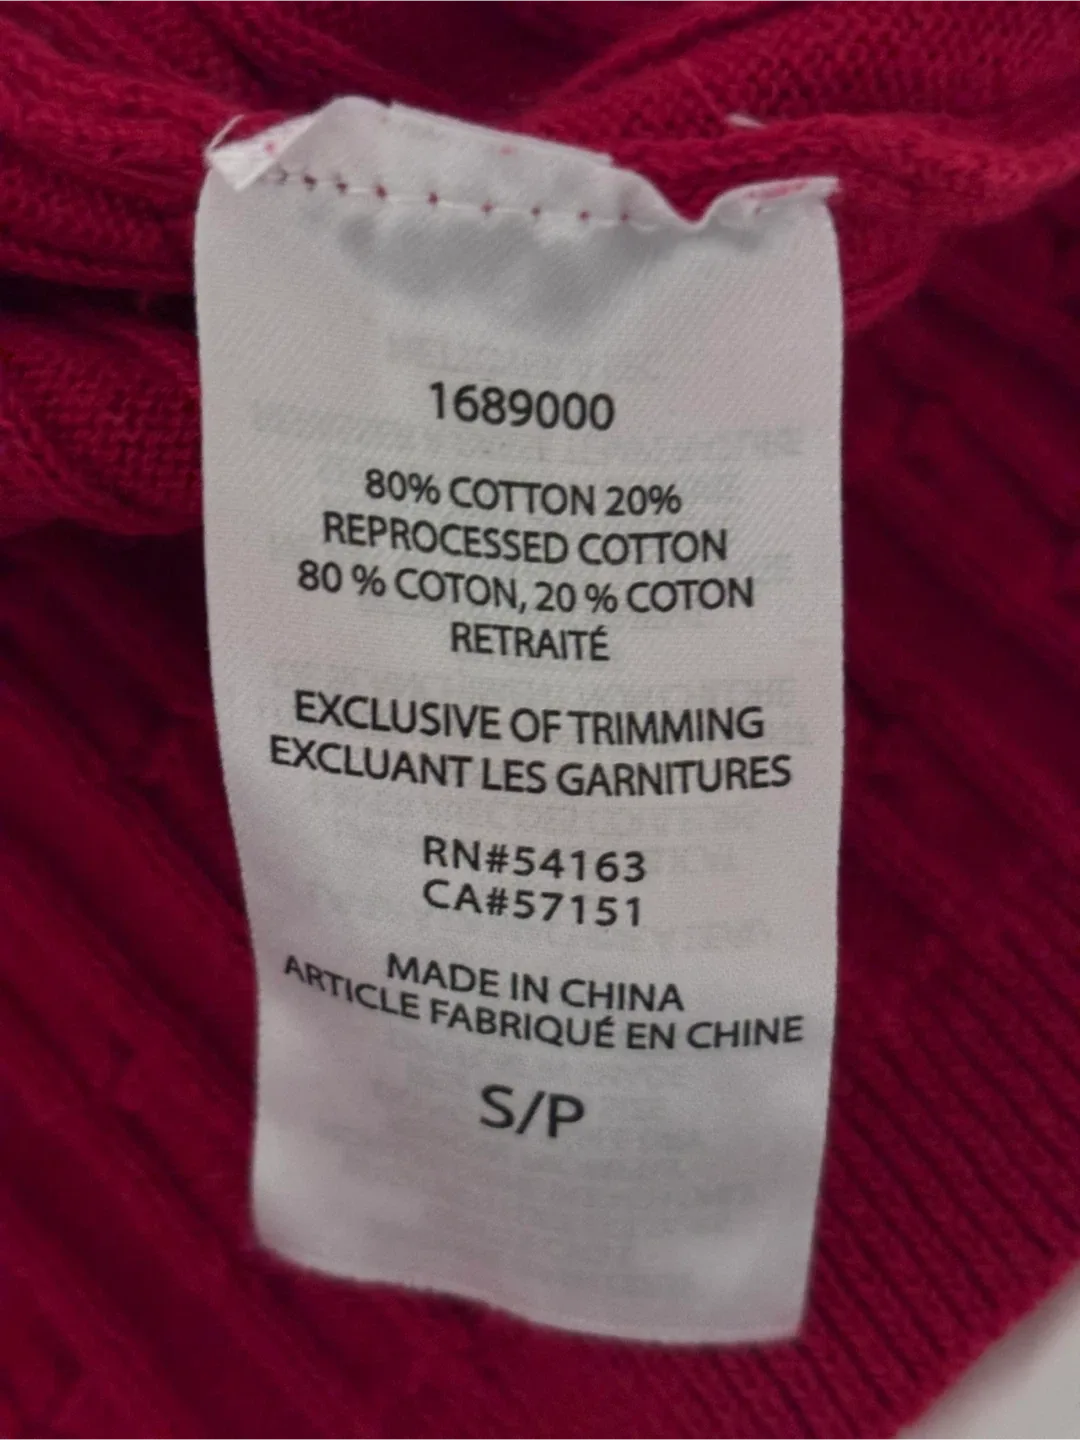 1689000
80% COTTON 20%
REPROCESSED COTTON
80 % COTON, 20 % COTON
RETRAITÉ
EXCLUSIVE OF TRIMMING
EXCLUANT LES GARNITURES
RN#54163
CA#57151
MADE IN CHINA
ARTICLE FABRIQUÉ EN CHINE
S/P